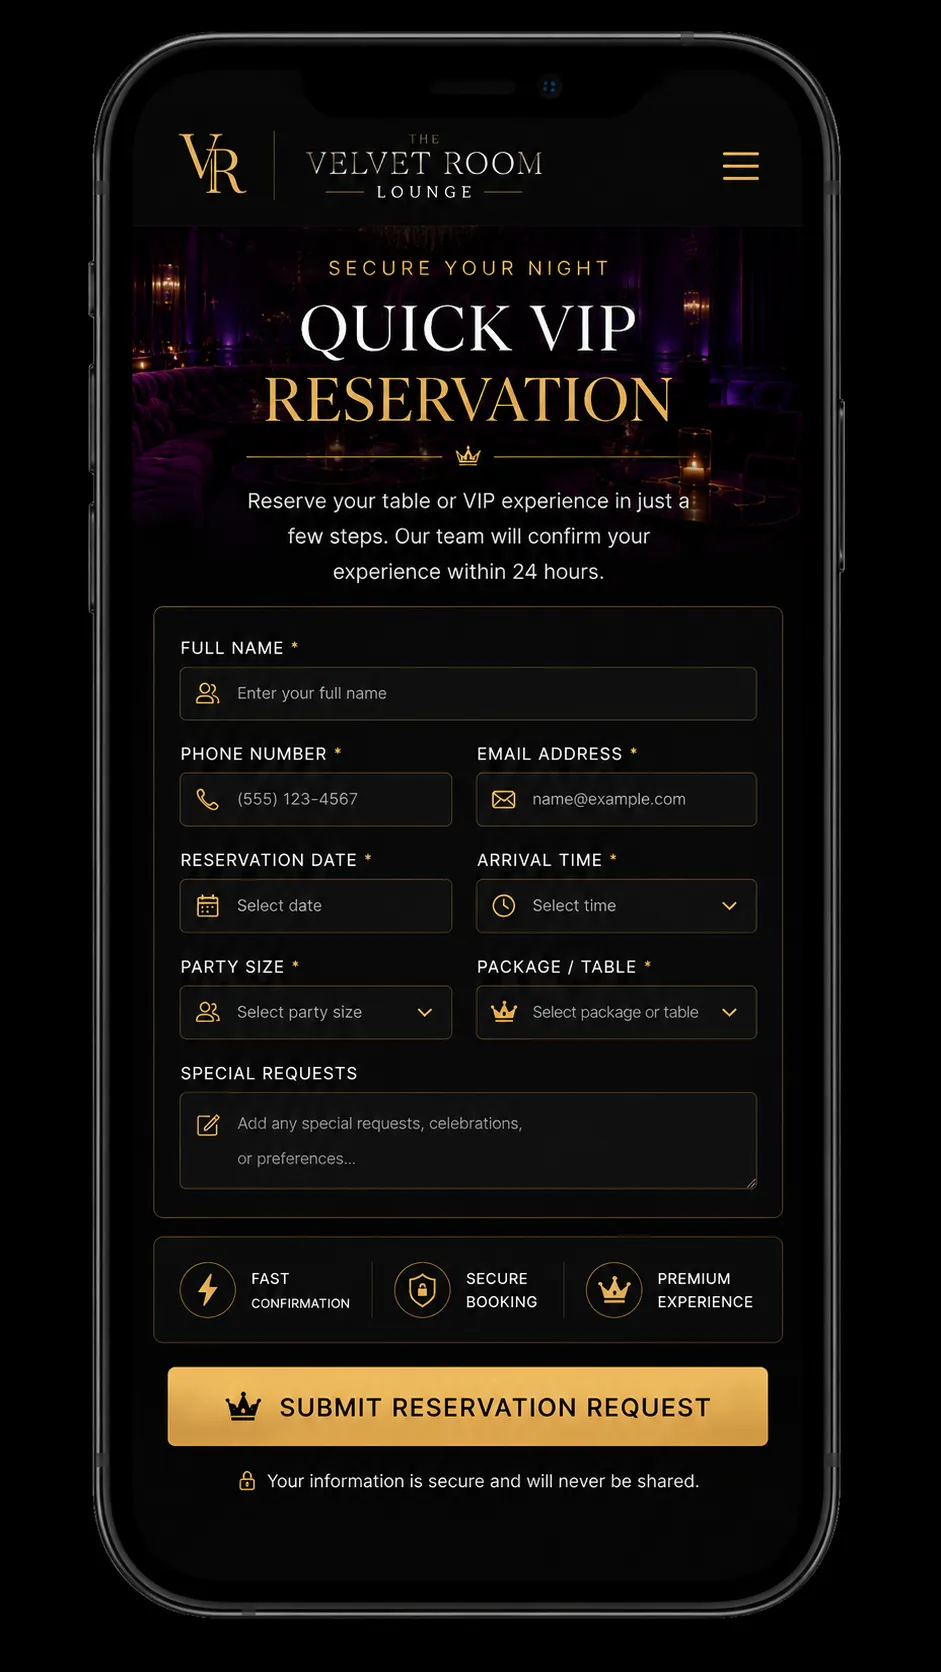 VR
THE
VELVET ROOM
LOUNGE
SECURE YOUR NIGHT
QUICK VIP
RESERVATION
Reserve your table or VIP experience in just a
few steps. Our team will confirm your
experience within 24 hours.
FULL NAME *
Enter your full name
PHONE NUMBER *
EMAIL ADDRESS *
(555) 123-4567
name@example.com
RESERVATION DATE *
ARRIVAL TIME *
Select date
Select time
PARTY SIZE *
PACKAGE / TABLE *
Select party size
Select package or table
SPECIAL REQUESTS
Add any special requests, celebrations,
or preferences...
FAST
CONFIRMATION
SECURE
BOOKING
PREMIUM
EXPERIENCE
SUBMIT RESERVATION REQUEST
Your information is secure and will never be shared.